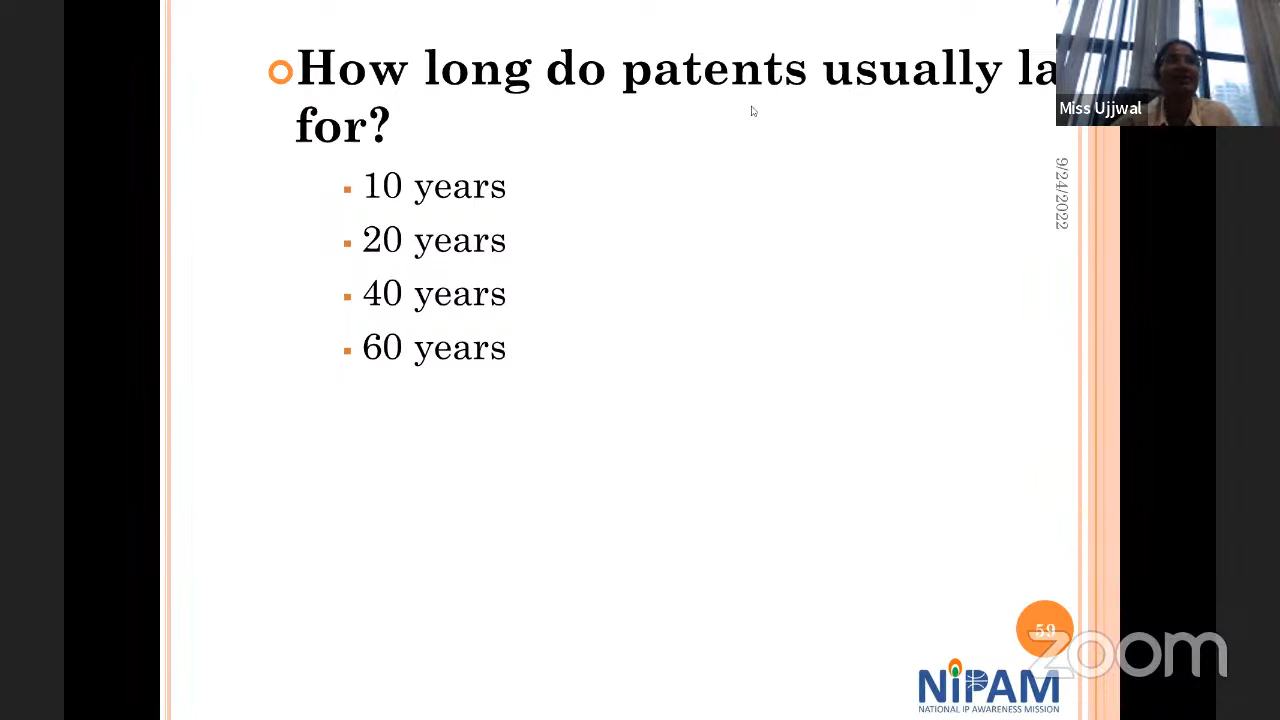 How long do patents usually la
for?
10 years
20 years
40 years
60 years
Miss Ujjwal
9/24/2022
59
zoom
NiPAM
NATIONAL IP AWARENESS MISSION